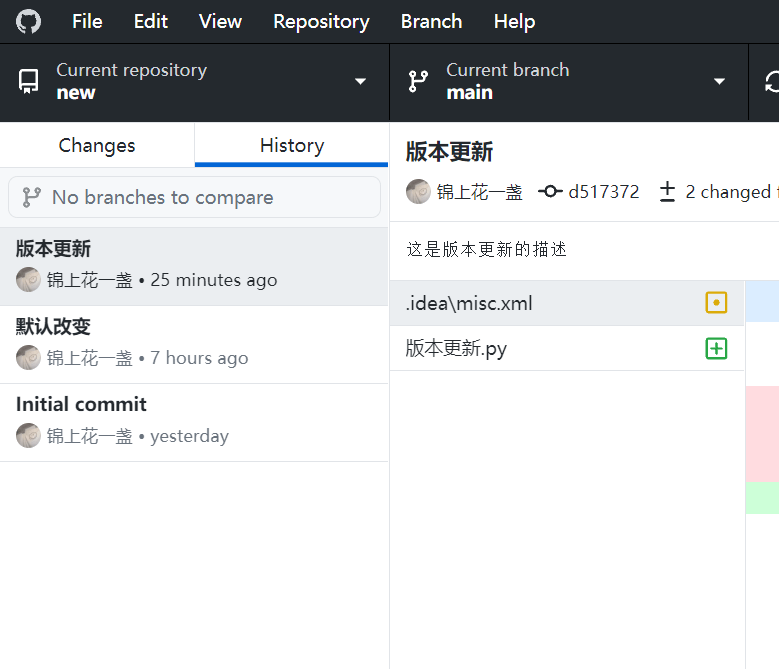 File Edit View Repository Branch Help
Current repository
new
Current branch
main
Changes History
No branches to compare
版本更新
锦上花一盏 • 25 minutes ago
默认改变
锦上花一盏 • 7 hours ago
Initial commit
锦上花一盏 • yesterday
版本更新
锦上花一盏 d517372 2 changed
这是版本更新的描述
.idea\misc.xml
版本更新.py